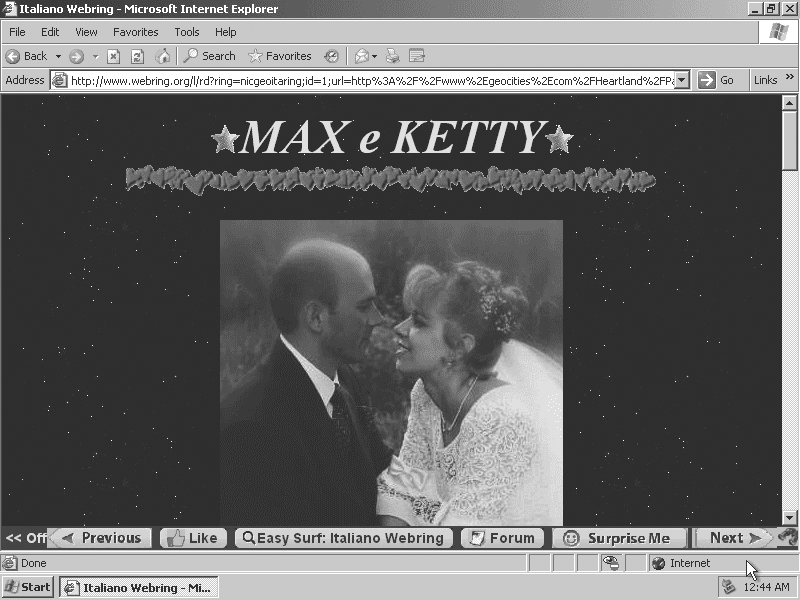 Italiano Webring - Microsoft Internet Explorer
File Edit View Favorites Tools Help
Back Search Favorites
Address http://www.webring.org/l/rd?ring=nicgeoitaring;id=1;url=http%3A%2F%2Fwww%2Egeocities%2Ecom%2FHeartland%2FPa Go Links »
MAX e KETTY
<< Off Previous Like Easy Surf: Italiano Webring Forum Surprise Me Next
Done Internet
Start Italiano Webring - Mi... 12:44 AM